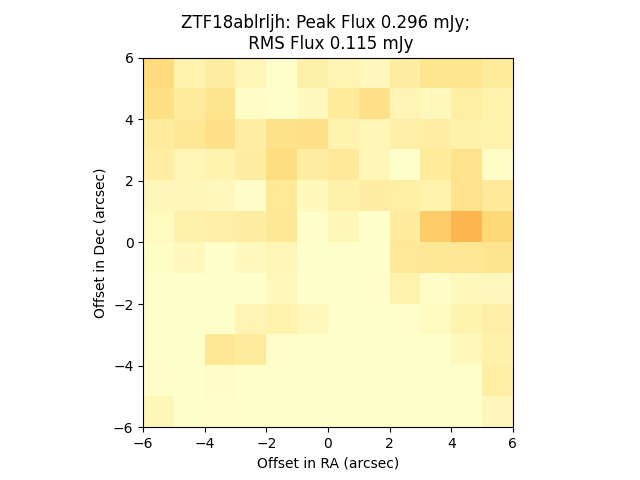 ZTF18ablrljh: Peak Flux 0.296 mJy;
RMS Flux 0.115 mJy
6
4
2
0
−2
−4
−6
Offset in Dec (arcsec)
−6 −4 −2 0 2 4 6
Offset in RA (arcsec)